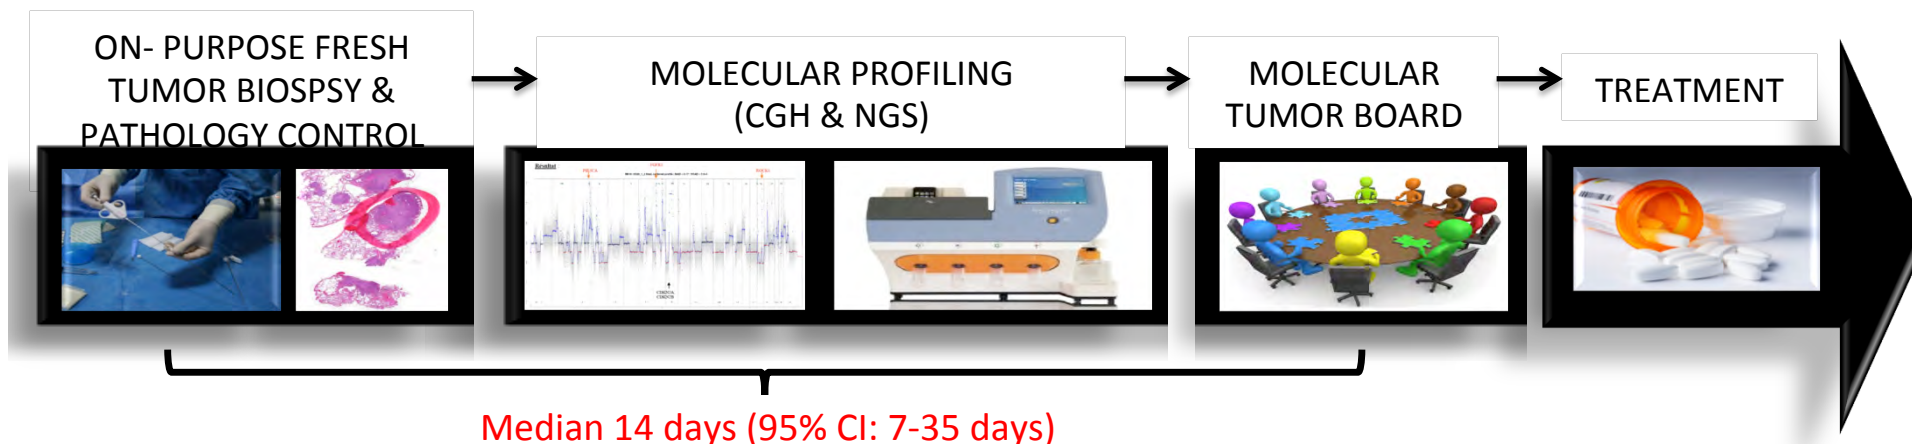 ON- PURPOSE FRESH
TUMOR BIOSPSY &
PATHOLOGY CONTROL
MOLECULAR PROFILING
(CGH & NGS)
MOLECULAR
TUMOR BOARD
TREATMENT
Median 14 days (95% CI: 7-35 days)